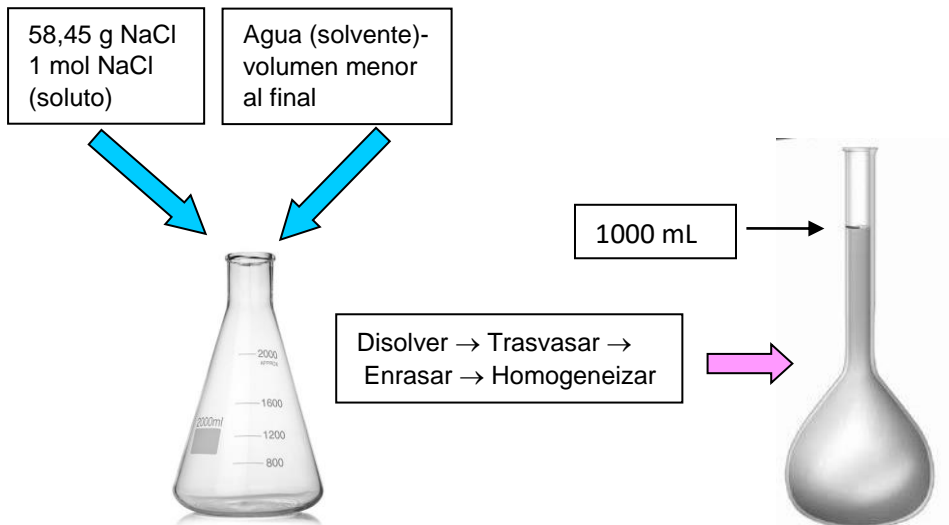 58,45 g NaCl
1 mol NaCl
(soluto)
Agua (solvente)-
volumen menor
al final
1000 mL
Disolver → Trasvasar →
Enrasar → Homogeneizar
2000
APPROX
1600
2000ml
1200
800